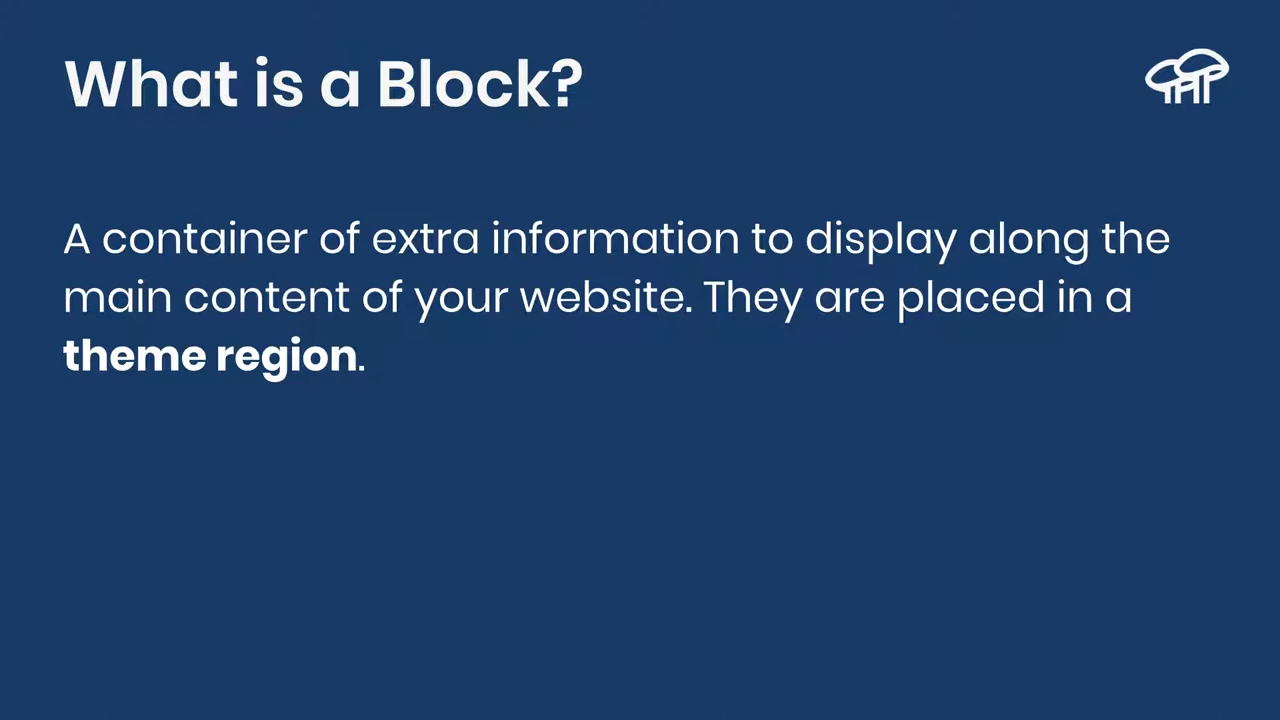 What is a Block?
A container of extra information to display along the
main content of your website. They are placed in a
theme region.